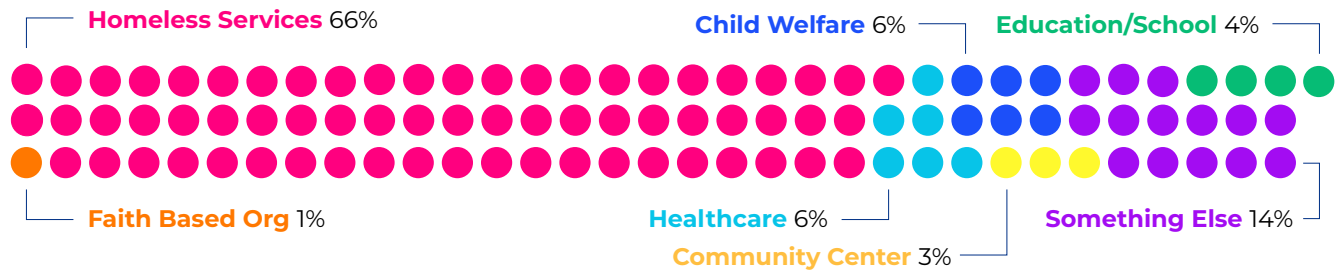 Homeless Services 66%
Child Welfare 6%
Education/School 4%
Faith Based Org 1%
Healthcare 6%
Something Else 14%
Community Center 3%